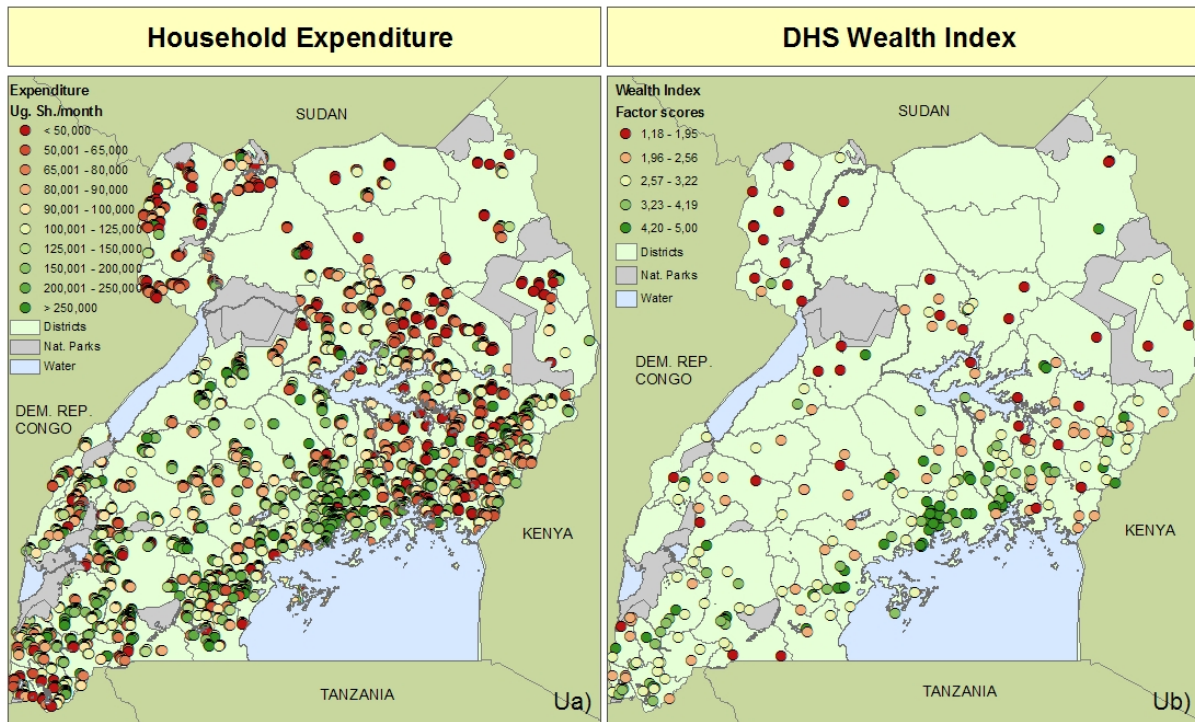 Household Expenditure
Expenditure
Ug. Sh./month
< 50,000
50,001 - 65,000
65,001 - 80,000
80,001 - 90,000
90,001 - 100,000
100,001 - 125,000
125,001 - 150,000
150,001 - 200,000
200,001 - 250,000
> 250,000
Districts
Nat. Parks
Water
SUDAN
DEM. REP.
CONGO
KENYA
TANZANIA
Ua)
DHS Wealth Index
Wealth Index
Factor scores
1,18 - 1,95
1,96 - 2,56
2,57 - 3,22
3,23 - 4,19
4,20 - 5,00
Districts
Nat. Parks
Water
SUDAN
DEM. REP.
CONGO
KENYA
TANZANIA
Ub)